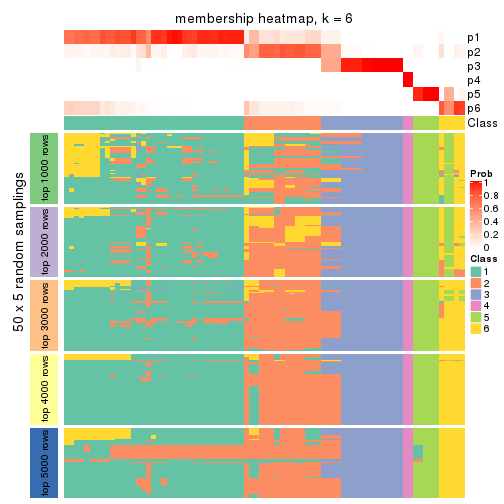 membership heatmap, k = 6
p1
p2
p3
p4
p5
p6
Class
50 x 5 random samplings
top 1000 rows
top 2000 rows
top 3000 rows
top 4000 rows
top 5000 rows
Prob
1
0.8
0.6
0.4
0.2
0
Class
1
2
3
4
5
6